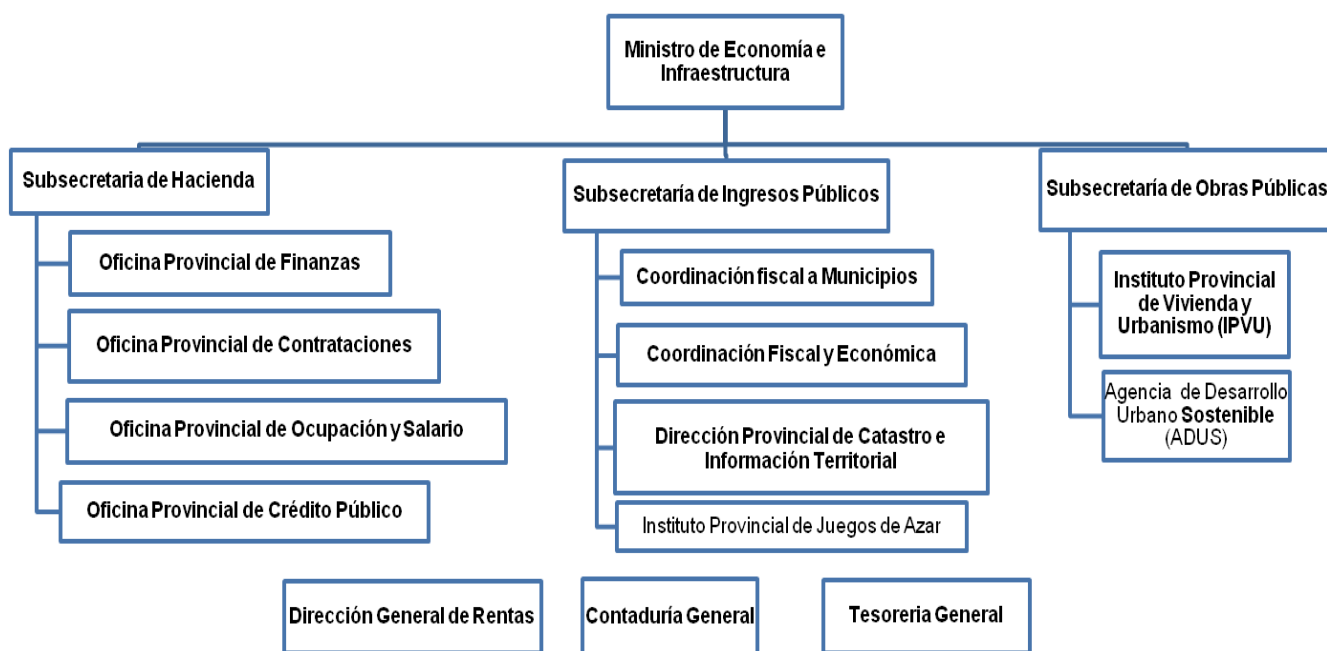 Ministro de Economía e
Infraestructura
Subsecretaria de Hacienda
Oficina Provincial de Finanzas
Oficina Provincial de Contrataciones
Oficina Provincial de Ocupación y Salario
Oficina Provincial de Crédito Público
Subsecretaría de Ingresos Públicos
Coordinación fiscal a Municipios
Coordinación Fiscal y Económica
Dirección Provincial de Catastro e
Información Territorial
Instituto Provincial de Juegos de Azar
Subsecretaría de Obras Públicas
Instituto Provincial
de Vivienda y
Urbanismo (IPVU)
Agencia de Desarrollo
Urbano Sostenible
(ADUS)
Dirección General de Rentas
Contaduría General
Tesoreria General